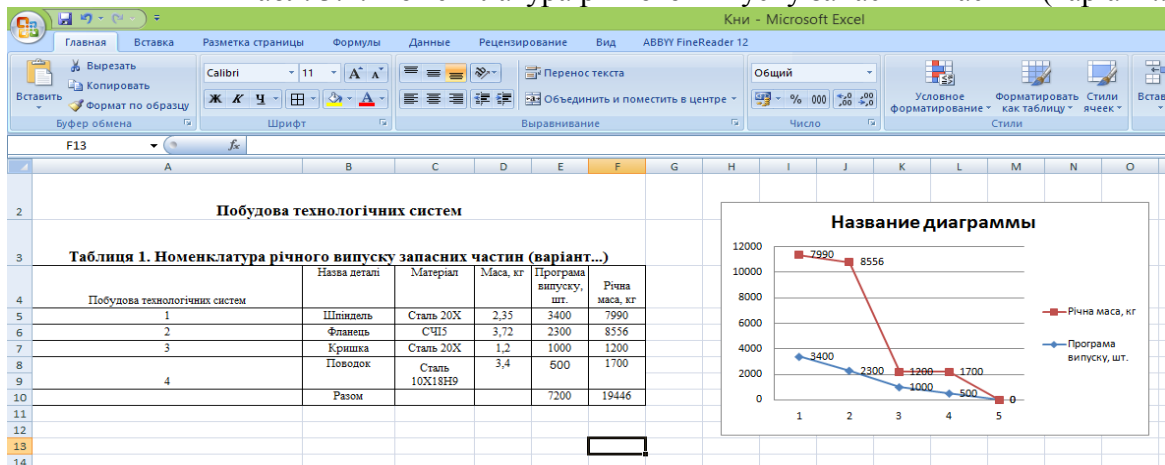 Кни - Microsoft Excel
Главная Вставка Разметка страницы Формулы Данные Рецензирование Вид ABBYY FineReader 12
Вставить
Вырезать
Копировать
Формат по образцу
Буфер обмена
Calibri 11
Ж К Ч
Шрифт
Перенос текста
Объединить и поместить в центре
Выравнивание
Общий
% 000 ,00 ,0
Число
Условное форматирование
Форматировать как таблицу
Стили ячеек
Стили
Встав
F13 fx
A B C D E F G H I J K L M N O
2 Побудова технологічних систем
3 Таблиця 1. Номенклатура річного випуску запасних частин (варіант...)
4 Побудова технологічних систем Назва деталі Матеріал Маса, кг Програма випуску, шт. Річна маса, кг
5 1 Шпіндель Сталь 20Х 2,35 3400 7990
6 2 Фланець СЧІ5 3,72 2300 8556
7 3 Кришка Сталь 20Х 1,2 1000 1200
8 Поводок Сталь 3,4 500 1700
9 4 10Х18Н9
10 Разом 7200 19446
11
12
13
14
Название диаграммы
12000
10000
8000
6000
4000
2000
0
7990
8556
1200
1700
0
3400
2300
1000
500
1 2 3 4 5
Річна маса, кг
Програма
випуску, шт.